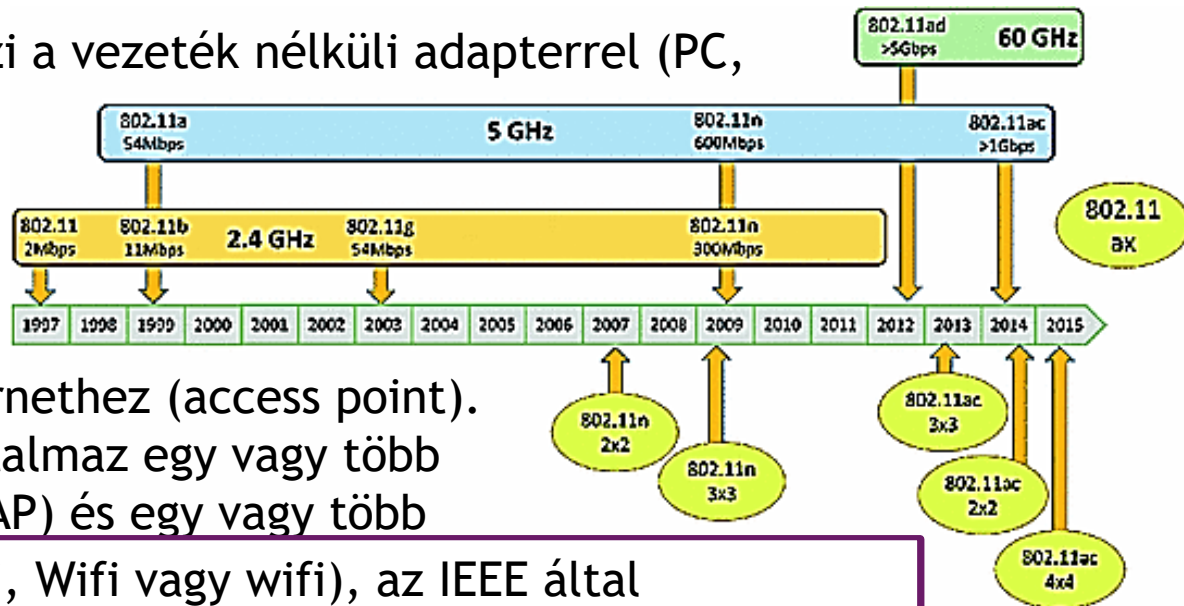 zi a vezeték nélküli adapterrel (PC,
802.11ad
>5Gbps
60 GHz
802.11a
54Mbps
5 GHz
802.11n
600Mbps
802.11ac
>1Gbps
802.11
2Mbps
802.11b
11Mbps
2.4 GHz
802.11g
54Mbps
802.11n
300Mbps
802.11
ax
1997 1998 1999 2000 2001 2002 2003 2004 2005 2006 2007 2008 2009 2010 2011 2012 2013 2014 2015
rnethez (access point).
talmaz egy vagy több
AP) és egy vagy több
802.11n
2x2
802.11n
3x3
802.11ac
3x3
802.11ac
2x2
802.11ac
4x4
, Wifi vagy wifi), az IEEE által